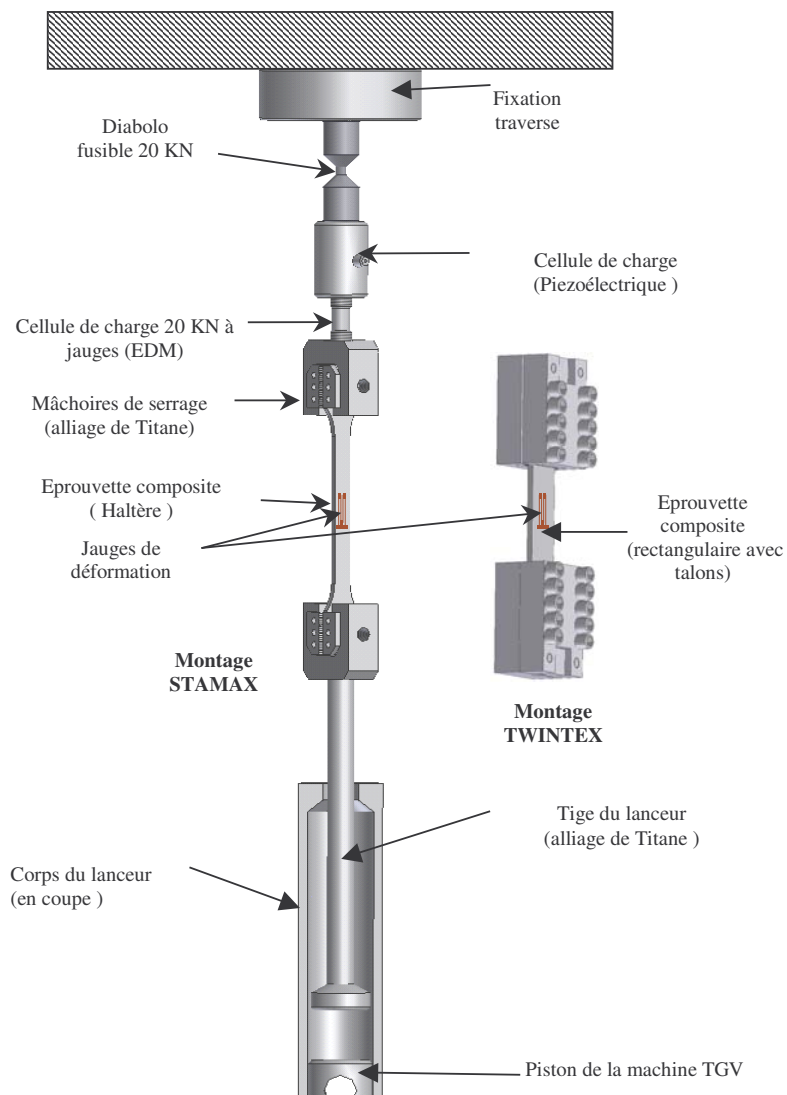 Fixation
traverse
Diabolo
fusible 20 KN
Cellule de charge
(Piezoélectrique )
Cellule de charge 20 KN à
jauges (EDM)
Mâchoires de serrage
(alliage de Titane)
Eprouvette composite
( Haltère )
Jauges de
déformation
Eprouvette
composite
(rectangulaire avec
talons)
Montage
STAMAX
Montage
TWINTEX
Tige du lanceur
(alliage de Titane )
Corps du lanceur
(en coupe )
Piston de la machine TGV